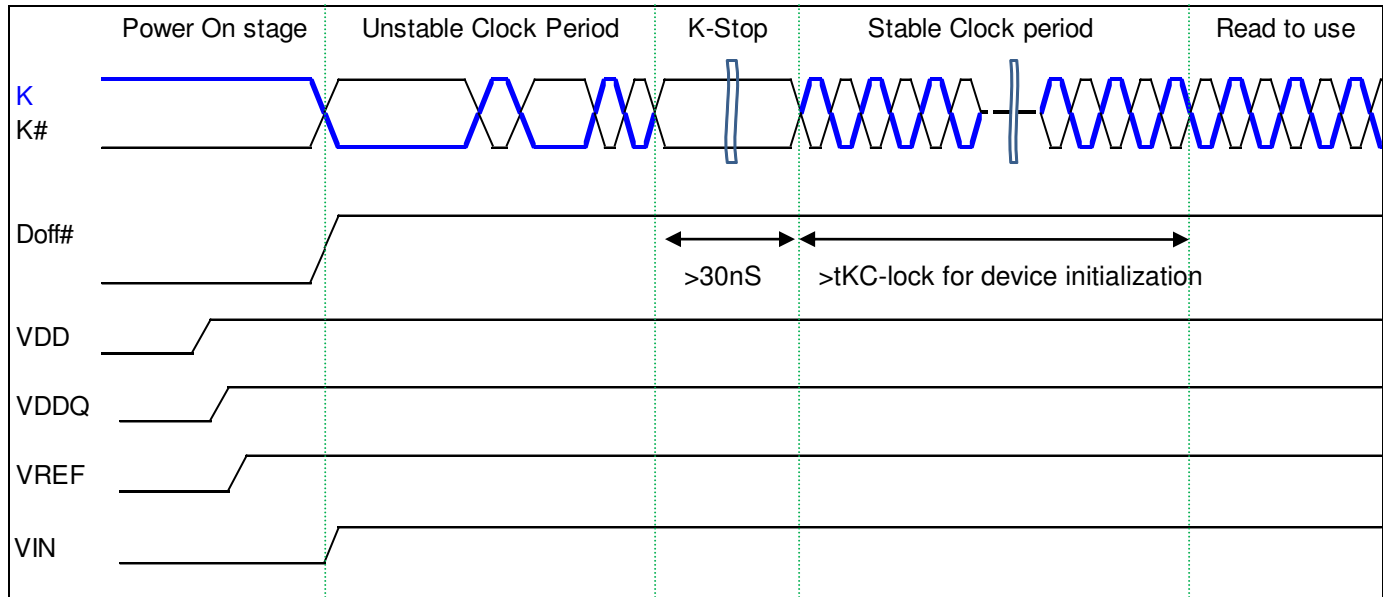 Power On stage Unstable Clock Period K-Stop Stable Clock period Read to use
K
K#
Doff#
>30nS >tKC-lock for device initialization
VDD
VDDQ
VREF
VIN